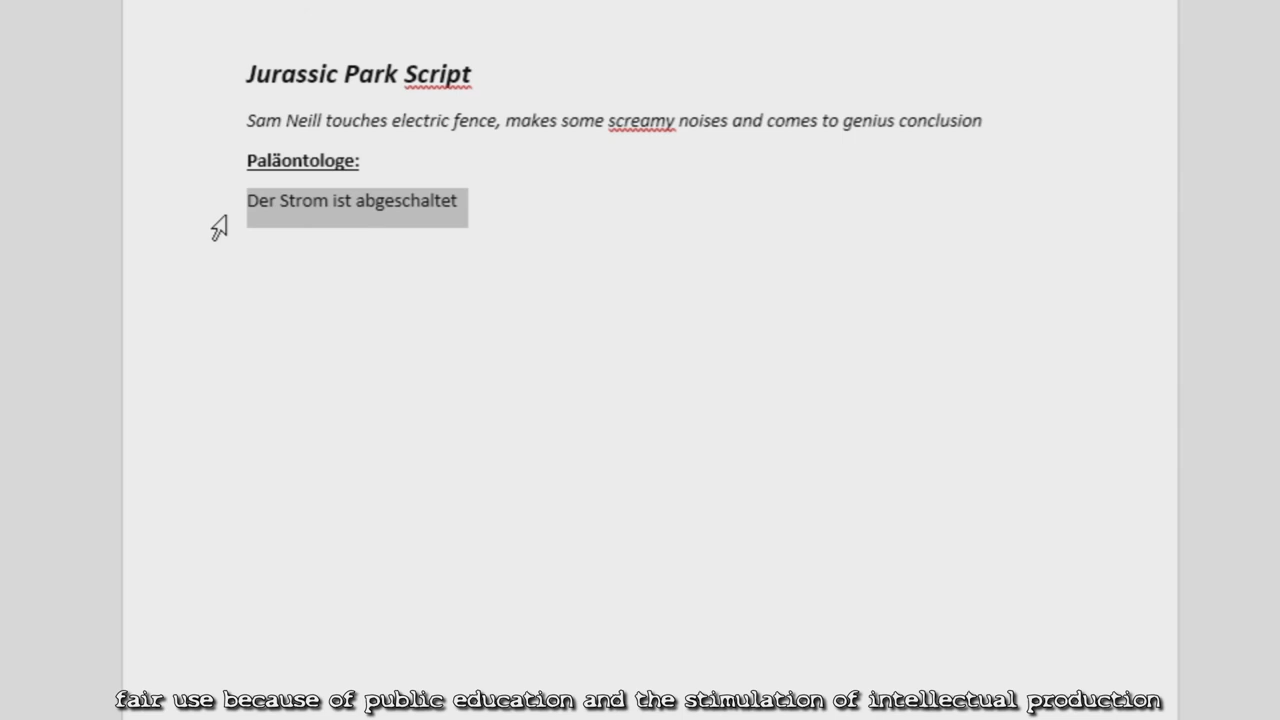 Jurassic Park Script
Sam Neill touches electric fence, makes some screamy noises and comes to genius conclusion
Paläontologe:
Der Strom ist abgeschaltet
fair use because of public education and the stimulation of intellectual production